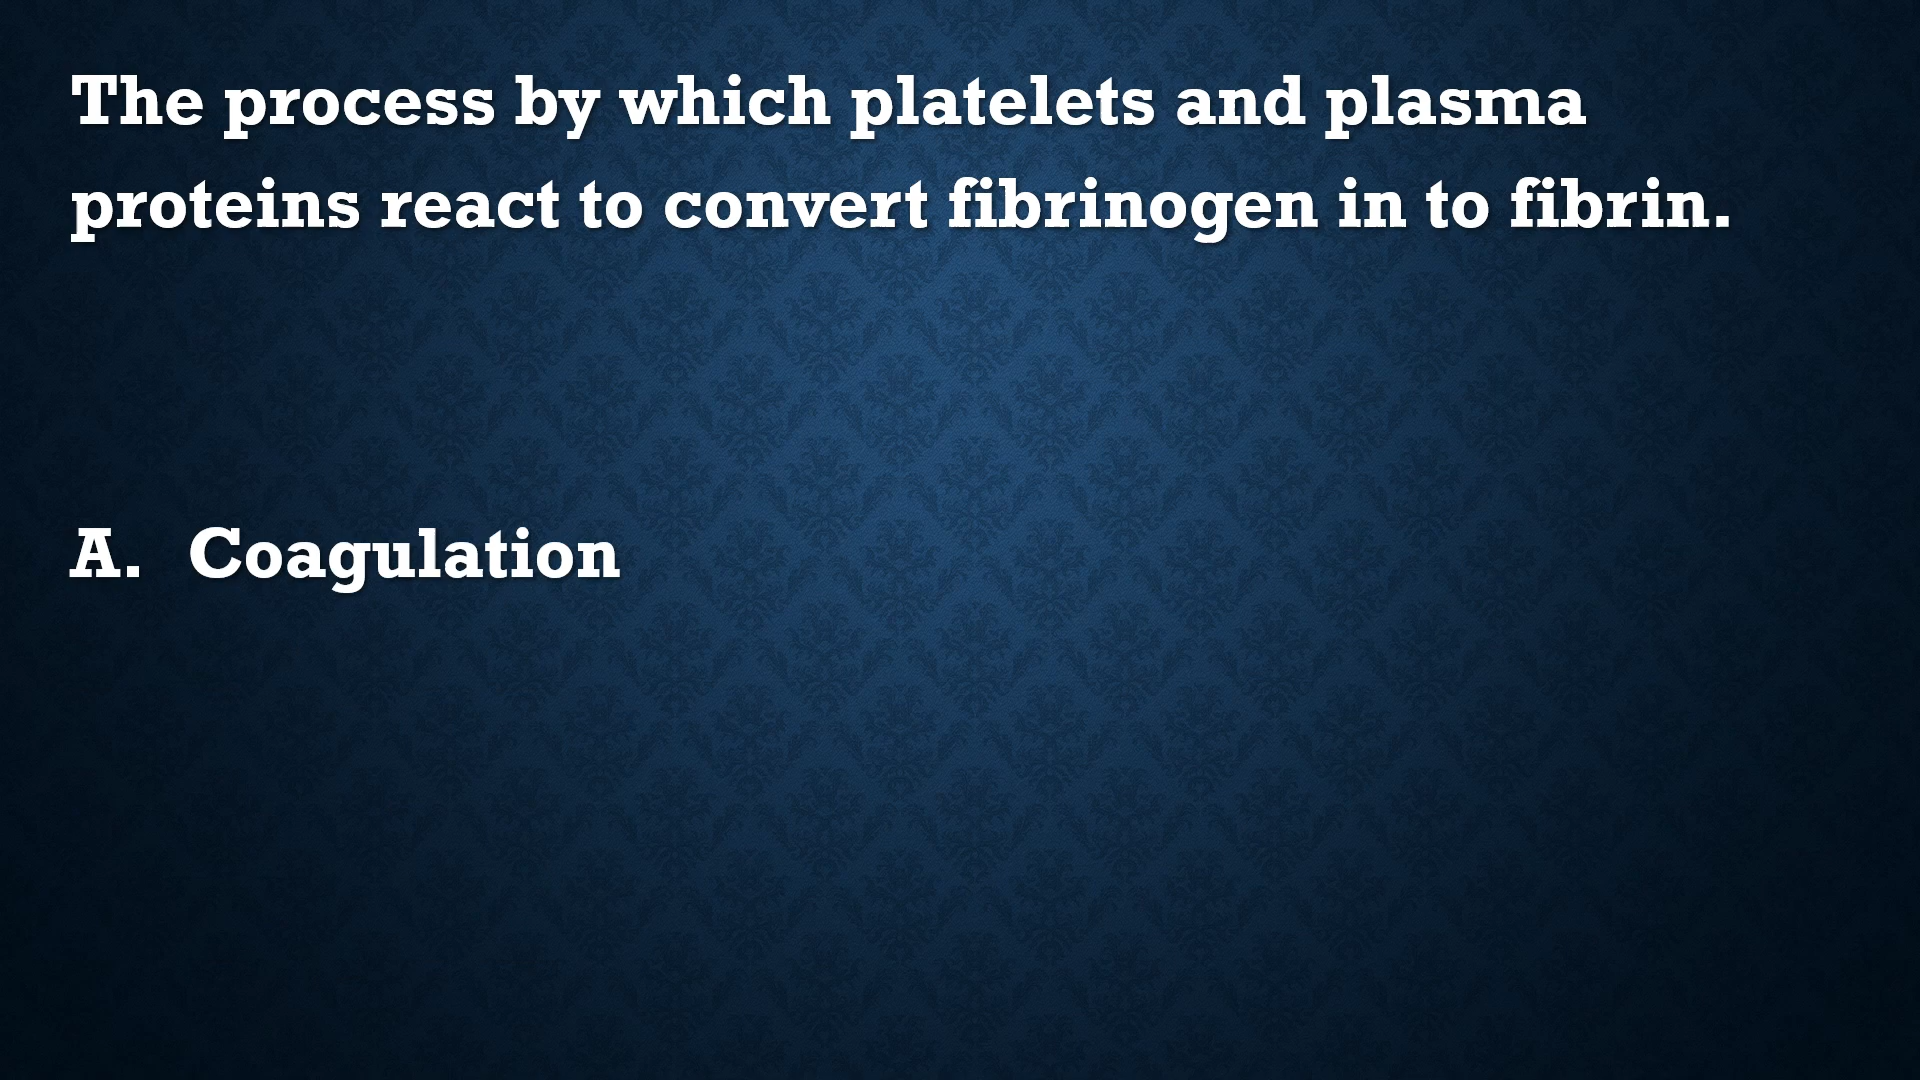 The process by which platelets and plasma
proteins react to convert fibrinogen in to fibrin.
A. Coagulation